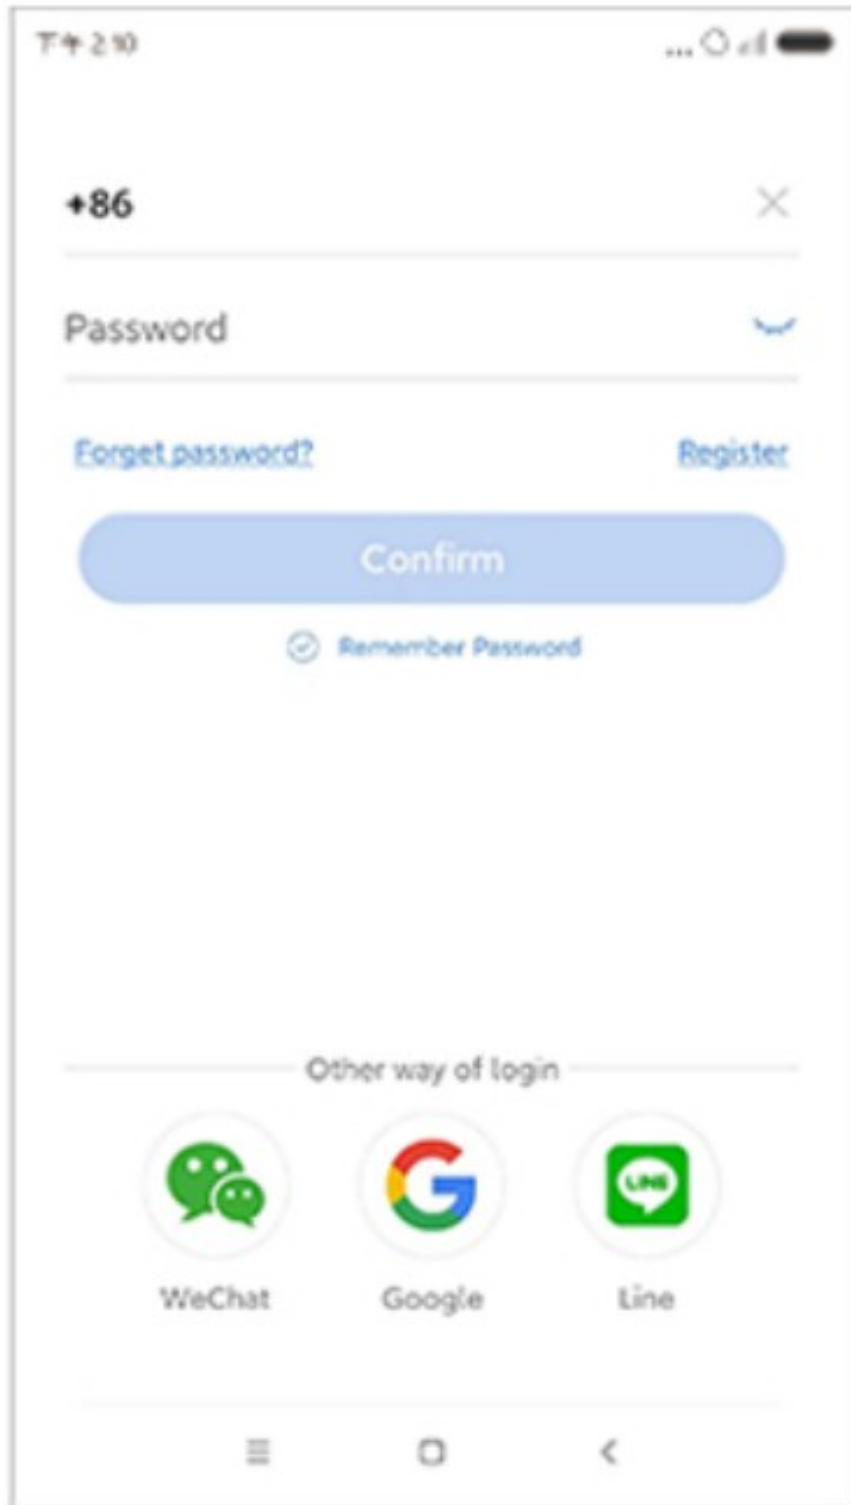 下午 2:10
+86
Password
Forget password?
Register
Confirm
Remember Password
Other way of login
LINE
WeChat
Google
Line